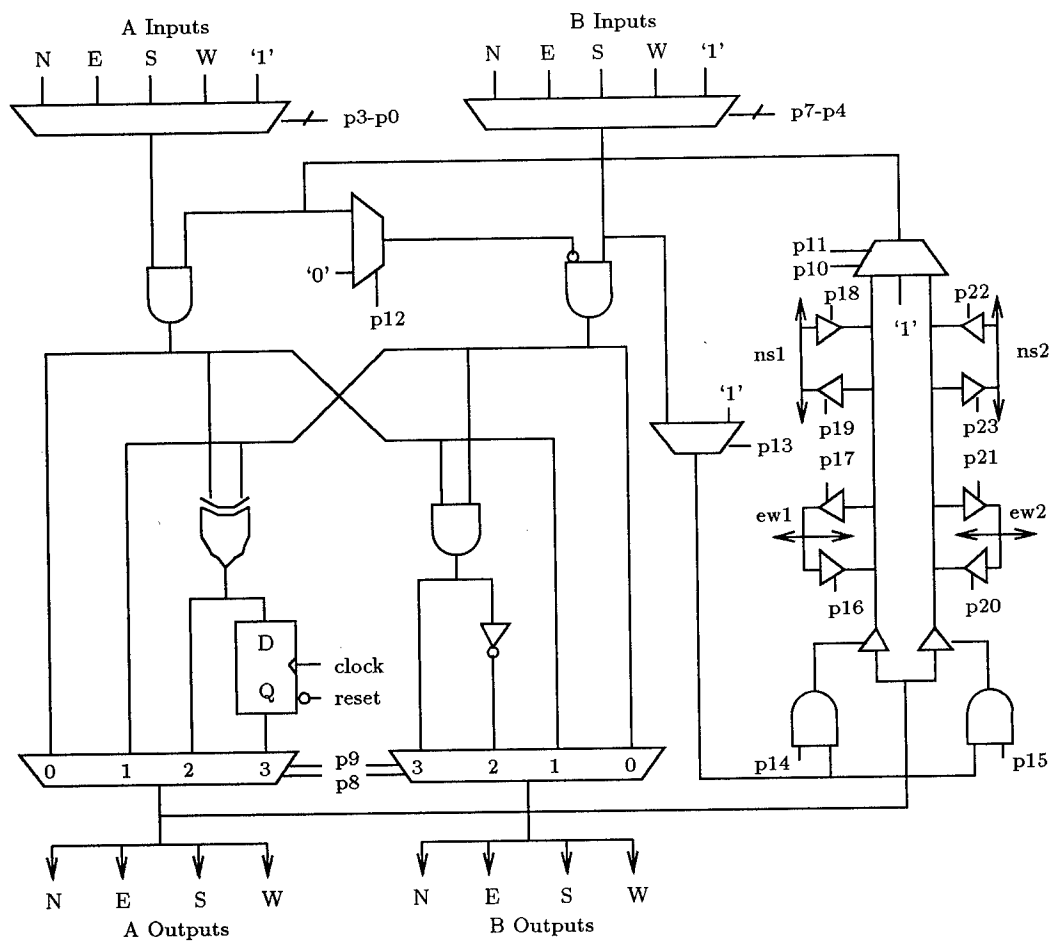 A Inputs
B Inputs
N E S W ‘1’
N E S W ‘1’
p3-p0
p7-p4
p11
p10
‘0’
p12
p18
p22
‘1’
ns1
ns2
‘1’
p19
p23
p13
p17
p21
ew1
ew2
p16
p20
D
clock
Q
reset
p14
p15
0 1 2 3
p9
p8
3 2 1 0
N E S W
N E S W
A Outputs
B Outputs